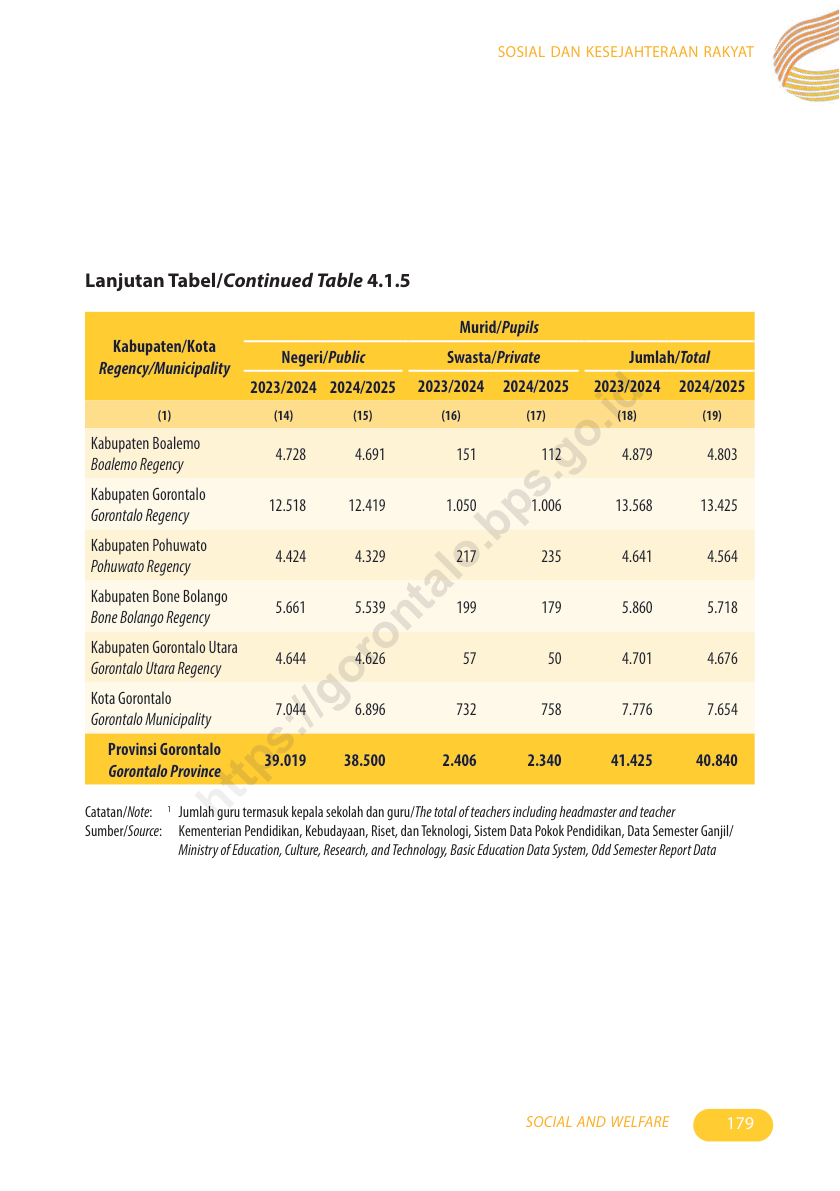 SOSIAL DAN KESEJAHTERAAN RAKYAT
Lanjutan Tabel/Continued Table 4.1.5
Kabupaten/Kota
Regency/Municipality
Murid/Pupils
Negeri/Public Swasta/Private Jumlah/Total
2023/2024 2024/2025 2023/2024 2024/2025 2023/2024 2024/2025
(1) (14) (15) (16) (17) (18) (19)
Kabupaten Boalemo
Boalemo Regency
4.728 4.691 151 112 4.879 4.803
Kabupaten Gorontalo
Gorontalo Regency
12.518 12.419 1.050 1.006 13.568 13.425
Kabupaten Pohuwato
Pohuwato Regency
4.424 4.329 217 235 4.641 4.564
Kabupaten Bone Bolango
Bone Bolango Regency
5.661 5.539 199 179 5.860 5.718
Kabupaten Gorontalo Utara
Gorontalo Utara Regency
4.644 4.626 57 50 4.701 4.676
Kota Gorontalo
Gorontalo Municipality
7.044 6.896 732 758 7.776 7.654
Provinsi Gorontalo
Gorontalo Province
39.019 38.500 2.406 2.340 41.425 40.840
https://gorontalo.bps.go.id
Catatan/Note: 1 Jumlah guru termasuk kepala sekolah dan guru/The total of teachers including headmaster and teacher
Sumber/Source: Kementerian Pendidikan, Kebudayaan, Riset, dan Teknologi, Sistem Data Pokok Pendidikan, Data Semester Ganjil/
Ministry of Education, Culture, Research, and Technology, Basic Education Data System, Odd Semester Report Data
SOCIAL AND WELFARE 179